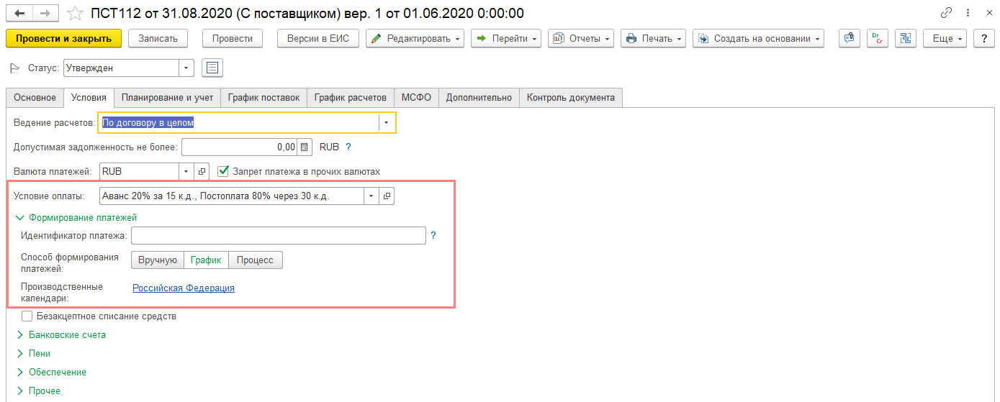 ПСТ112 от 31.08.2020 (С поставщиком) вер. 1 от 01.06.2020 0:00:00
Провести и закрыть Записать Провести Версии в ЕИС Редактировать Перейти Отчеты Печать Создать на основании Dr Cr Еще ?
Статус: Утвержден
Основное Условия Планирование и учет График поставок График расчетов МСФО Дополнительно Контроль документа
Ведение расчетов: По договору в целом
Допустимая задолженность не более: 0,00 RUB ?
Валюта платежей: RUB Запрет платежа в прочих валютах
Условие оплаты: Аванс 20% за 15 к.д., Постоплата 80% через 30 к.д.
Формирование платежей
Идентификатор платежа: ?
Способ формирования
платежей: Вручную График Процесс
Производственные
календари: Российская Федерация
Безакцептное списание средств
Банковские счета
Пени
Обеспечение
Прочее